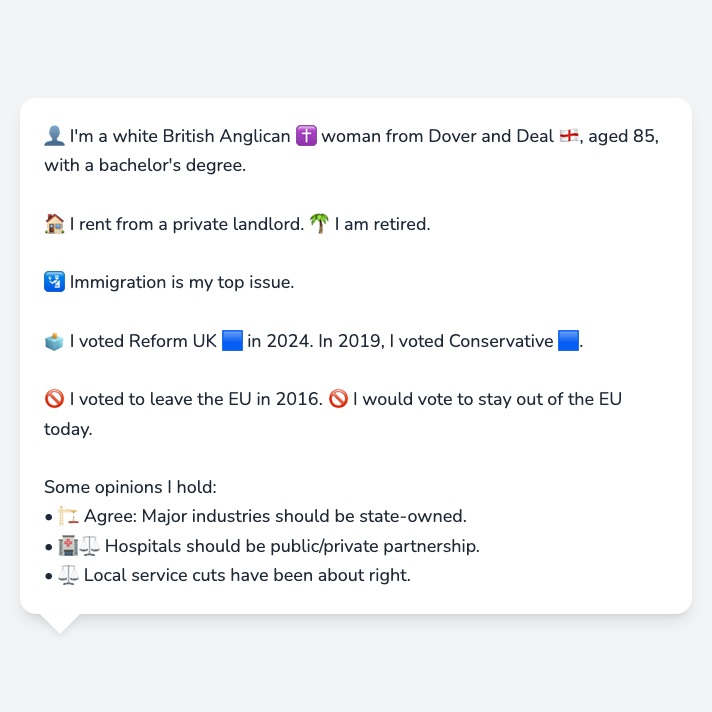 👤 I'm a white British Anglican ✝️ woman from Dover and Deal 🏴󠁧󠁢󠁥󠁮󠁧󠁿, aged 85,
with a bachelor's degree.
🏠 I rent from a private landlord. 🌴 I am retired.
🛂 Immigration is my top issue.
🗳️ I voted Reform UK 🟦 in 2024. In 2019, I voted Conservative 🟦.
🚫 I voted to leave the EU in 2016. 🚫 I would vote to stay out of the EU
today.
Some opinions I hold:
• 🏗️ Agree: Major industries should be state-owned.
• 🏥⚖️ Hospitals should be public/private partnership.
• ⚖️ Local service cuts have been about right.